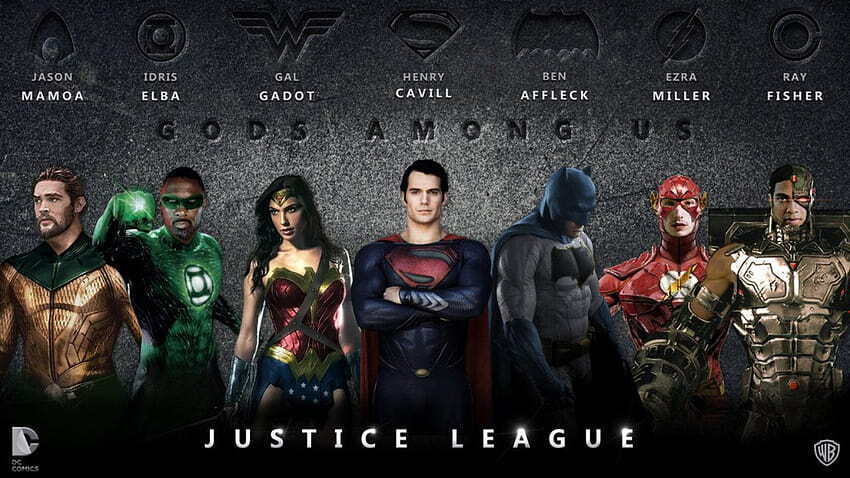 JASON IDRIS GAL HENRY BEN EZRA RAY
MAMOA ELBA GADOT CAVILL AFFLECK MILLER FISHER
GODS AMONG US
JUSTICE LEAGUE
DC
COMICS
WB